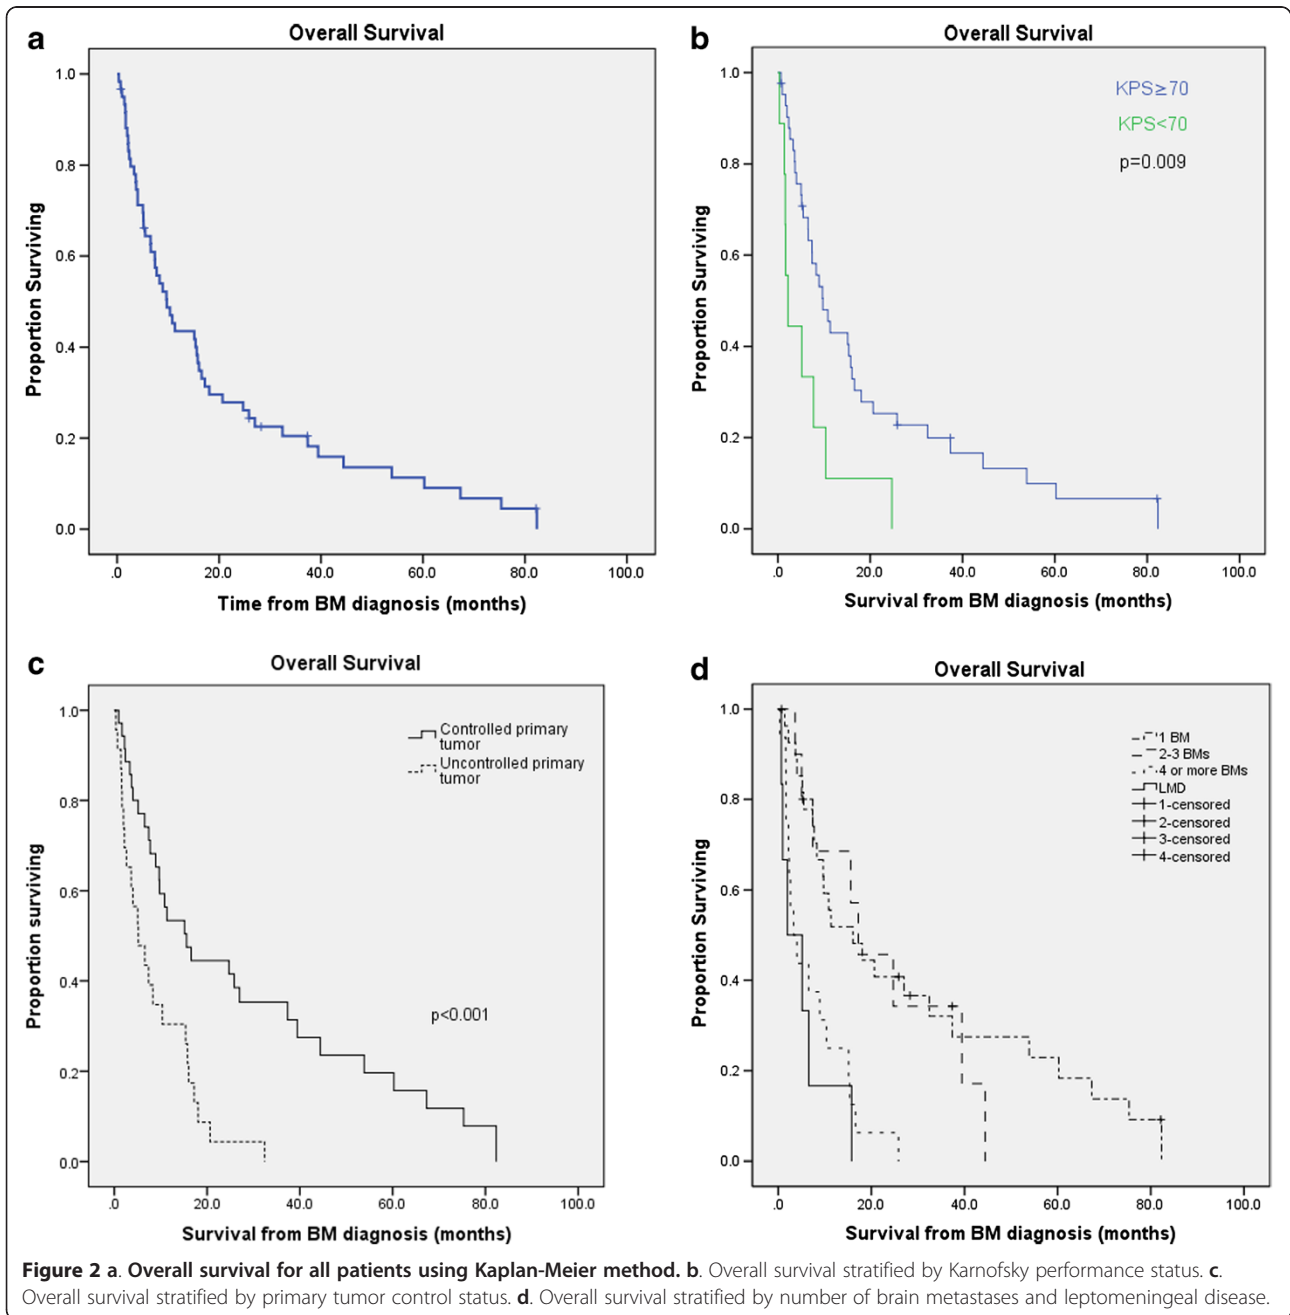 a
Overall Survival
1.0
0.8
0.6
0.4
0.2
0.0
Proportion Surviving
.0 20.0 40.0 60.0 80.0 100.0
Time from BM diagnosis (months)
b
Overall Survival
KPS≥70
KPS<70
p=0.009
1.0
0.8
0.6
0.4
0.2
0.0
Proportion Surviving
.0 20.0 40.0 60.0 80.0 100.0
Survival from BM diagnosis (months)
c
Overall Survival
Controlled primary
tumor
Uncontrolled primary
tumor
p<0.001
1.0
0.8
0.6
0.4
0.2
0.0
Proportion surviving
.0 20.0 40.0 60.0 80.0 100.0
Survival from BM diagnosis (months)
d
Overall Survival
1 BM
2-3 BMs
4 or more BMs
LMD
1-censored
2-censored
3-censored
4-censored
1.0
0.8
0.6
0.4
0.2
0.0
Proportion Surviving
.0 20.0 40.0 60.0 80.0 100.0
Survival from BM diagnosis (months)
Figure 2 a. Overall survival for all patients using Kaplan-Meier method. b. Overall survival stratified by Karnofsky performance status. c.
Overall survival stratified by primary tumor control status. d. Overall survival stratified by number of brain metastases and leptomeningeal disease.